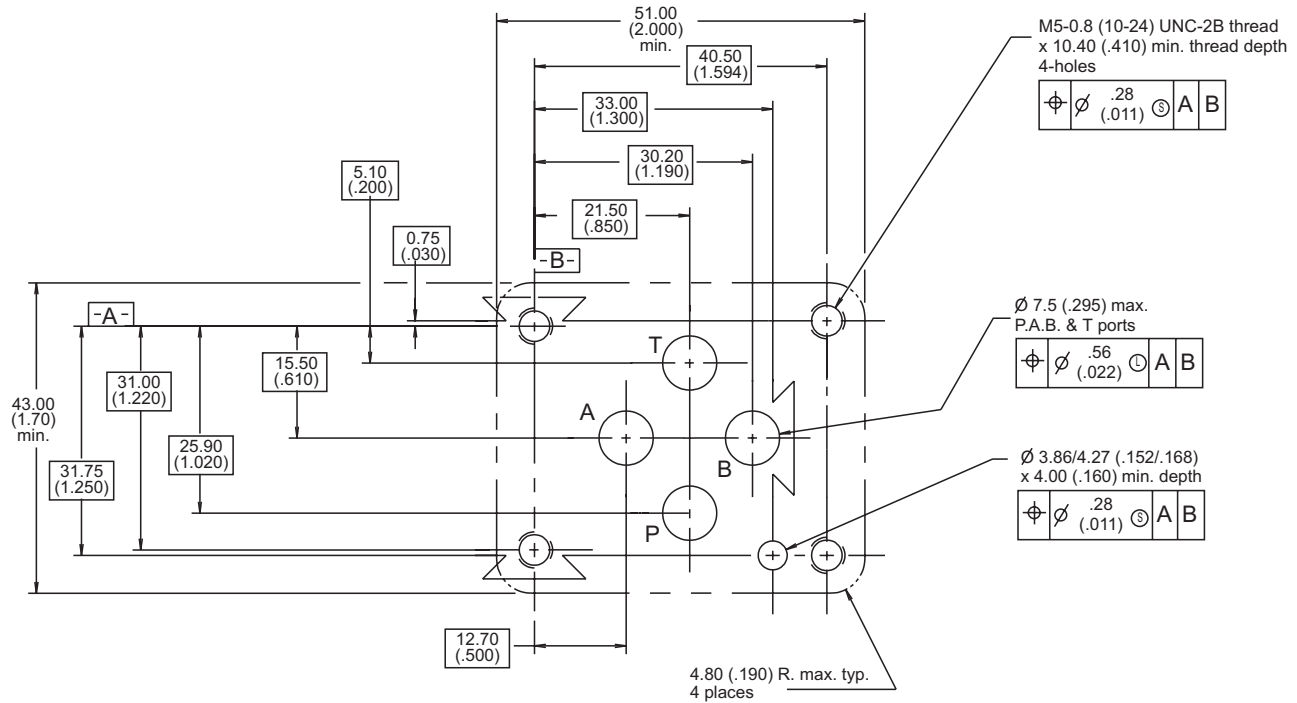 51.00
(2.000)
min.
40.50
(1.594)
33.00
(1.300)
30.20
(1.190)
21.50
(.850)
5.10
(.200)
0.75
(.030)
-B-
-A-
M5-0.8 (10-24) UNC-2B thread
x 10.40 (.410) min. thread depth
4-holes
⌖ ⌀ .28 (.011) Ⓢ A B
Ø 7.5 (.295) max.
P.A.B. & T ports
⌖ ⌀ .56 (.022) Ⓛ A B
Ø 3.86/4.27 (.152/.168)
x 4.00 (.160) min. depth
⌖ ⌀ .28 (.011) Ⓢ A B
T
A
B
P
15.50
(.610)
31.00
(1.220)
43.00
(1.70)
min.
25.90
(1.020)
31.75
(1.250)
12.70
(.500)
4.80 (.190) R. max. typ.
4 places